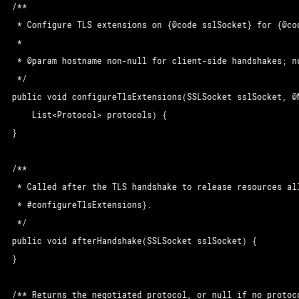 /**
* Configure TLS extensions on {@code sslSocket} for {@co
*
* @param hostname non-null for client-side handshakes; nu
*/
public void configureTlsExtensions(SSLSocket sslSocket, @
List<Protocol> protocols) {
}
/**
* Called after the TLS handshake to release resources al
* #configureTlsExtensions}.
*/
public void afterHandshake(SSLSocket sslSocket) {
}
/** Returns the negotiated protocol, or null if no protoc